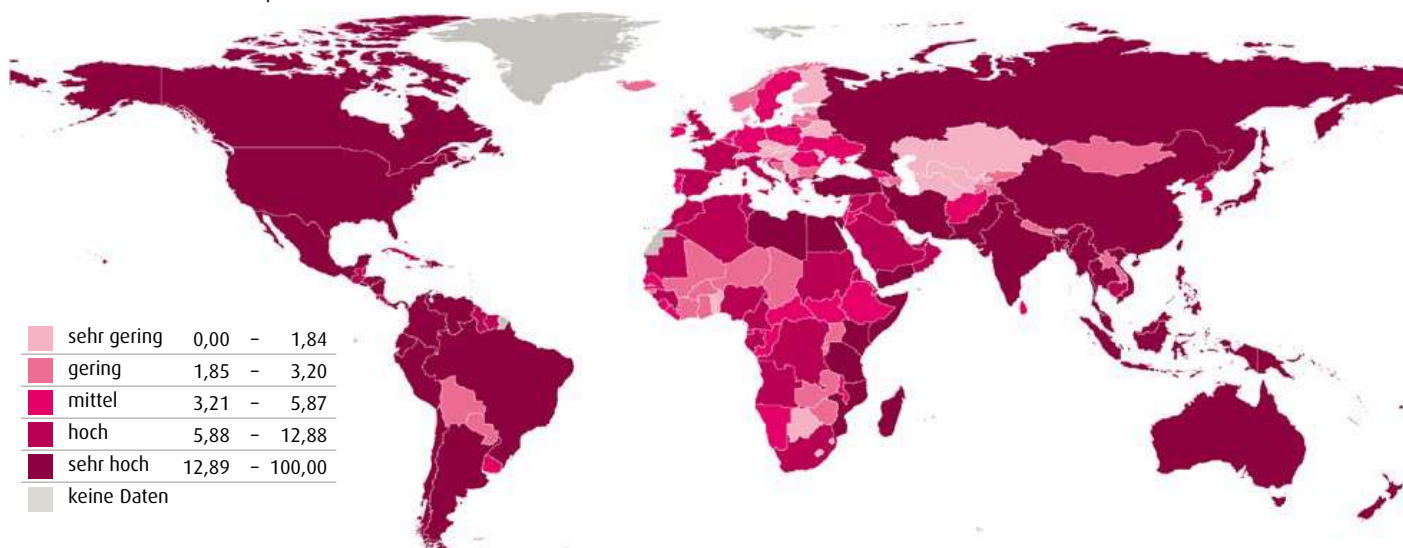 sehr gering 0,00 – 1,84
gering 1,85 – 3,20
mittel 3,21 – 5,87
hoch 5,88 – 12,88
sehr hoch 12,89 – 100,00
keine Daten